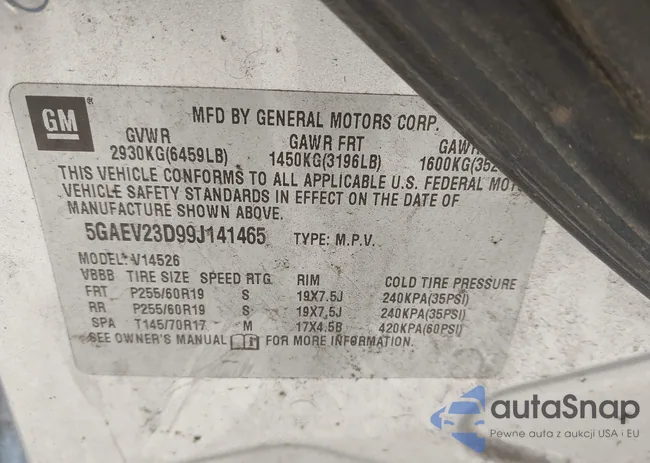 GM®
MFD BY GENERAL MOTORS CORP.
GVWR GAWR FRT
2930KG(6459LB) 1450KG(3196LB)
THIS VEHICLE CONFORMS TO ALL APPLICABLE U.S. FEDERAL
VEHICLE SAFETY STANDARDS IN EFFECT ON THE DATE OF
MANUFACTURE SHOWN ABOVE.
5GAEV23D99J141465 TYPE: M.P.V.
MODEL: V14526
VBBB TIRE SIZE SPEED RTG RIM COLD TIRE PRESSURE
FRT P255/60R19 S 19X7.5J 240KPA(35PSI)
RR P255/60R19 S 19X7.5J 240KPA(35PSI)
SPA T145/70R17 M 17X4.5B 420KPA(60PSI)
SEE OWNER'S MANUAL FOR MORE INFORMATION.
autaSnap
Pewne auta z aukcji USA i EU